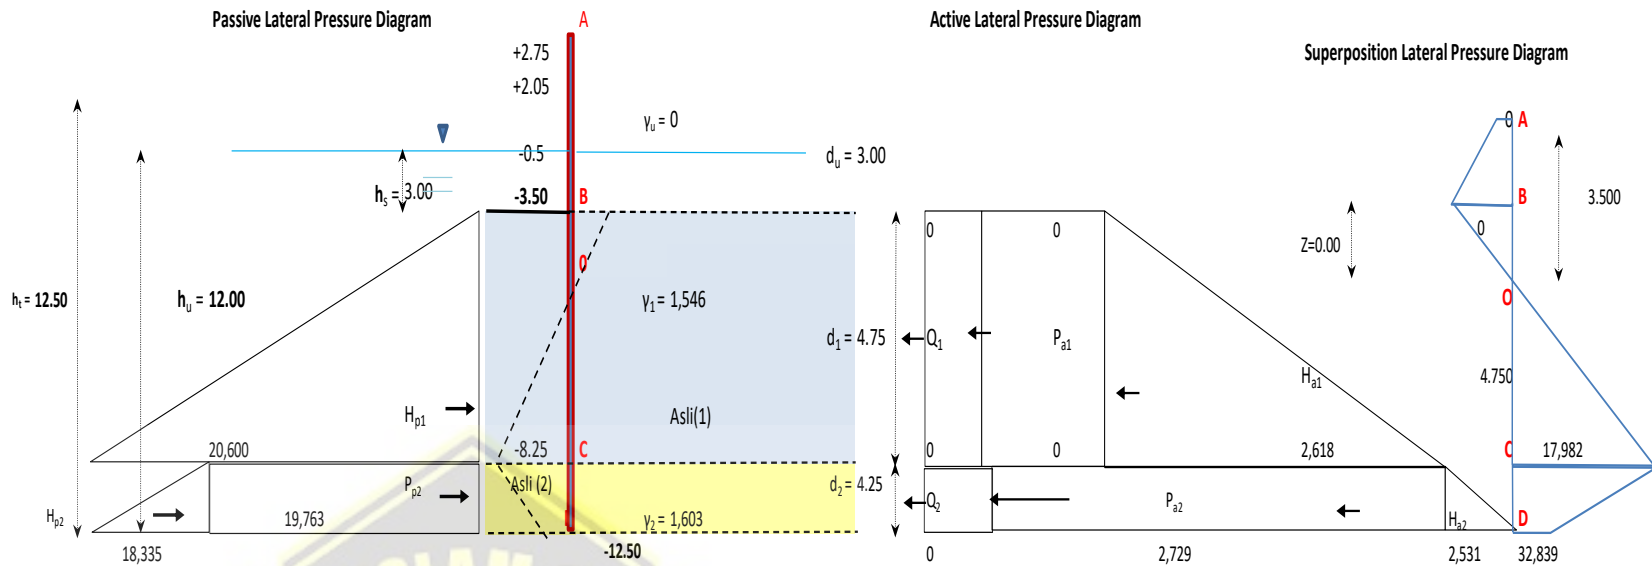 Passive Lateral Pressure Diagram
A
Active Lateral Pressure Diagram
Superposition Lateral Pressure Diagram
+2.75
+2.05
γu = 0
0 A
-0.5
du = 3.00
hs = 3.00
-3.50
B
B
3.500
0
0
0
Z=0.00
O
O
ht = 12.50
hu = 12.00
γ1 = 1,546
d1 = 4.75
Q1
Pa1
Ha1
4.750
Hp1
Asli(1)
20,600
-8.25
C
0
0
2,618
C
17,982
Pp2
Asli (2)
d2 = 4.25
Q2
Pa2
Hp2
19,763
γ2 = 1,603
Ha2
D
18,335
-12.50
0
2,729
2,531
32,839